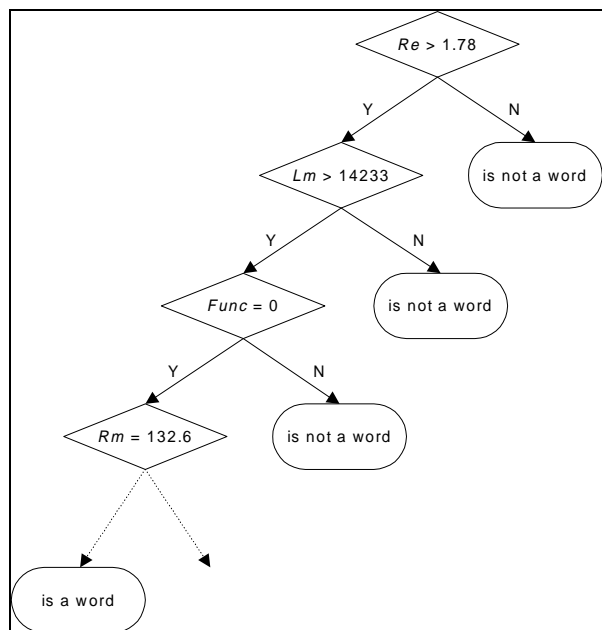 Re > 1.78
Y
N
Lm > 14233
is not a word
Y
N
Func = 0
is not a word
Y
N
Rm = 132.6
is not a word
is a word